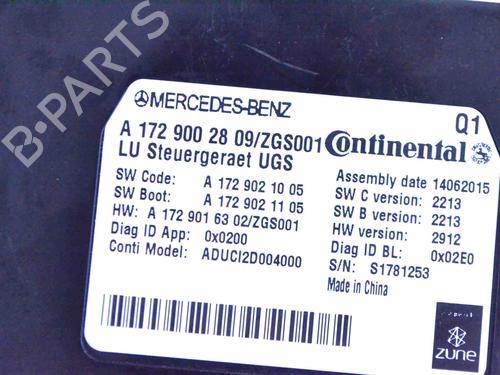 B-PARTS
MERCEDES-BENZ
Q1
A 172 900 28 09/ZGS001
Continental
LU Steuergeraet UGS
SW Code: A 172 902 10 05
SW Boot: A 172 902 11 05
HW: A 172 901 63 02/ZGS001
Diag ID App: 0x0200
Conti Model: ADUCI2D004000
Assembly date 14062015
SW C version: 2213
SW B version: 2213
HW version: 2912
Diag ID BL: 0x02E0
S/N: S1781253
Made in China
zune